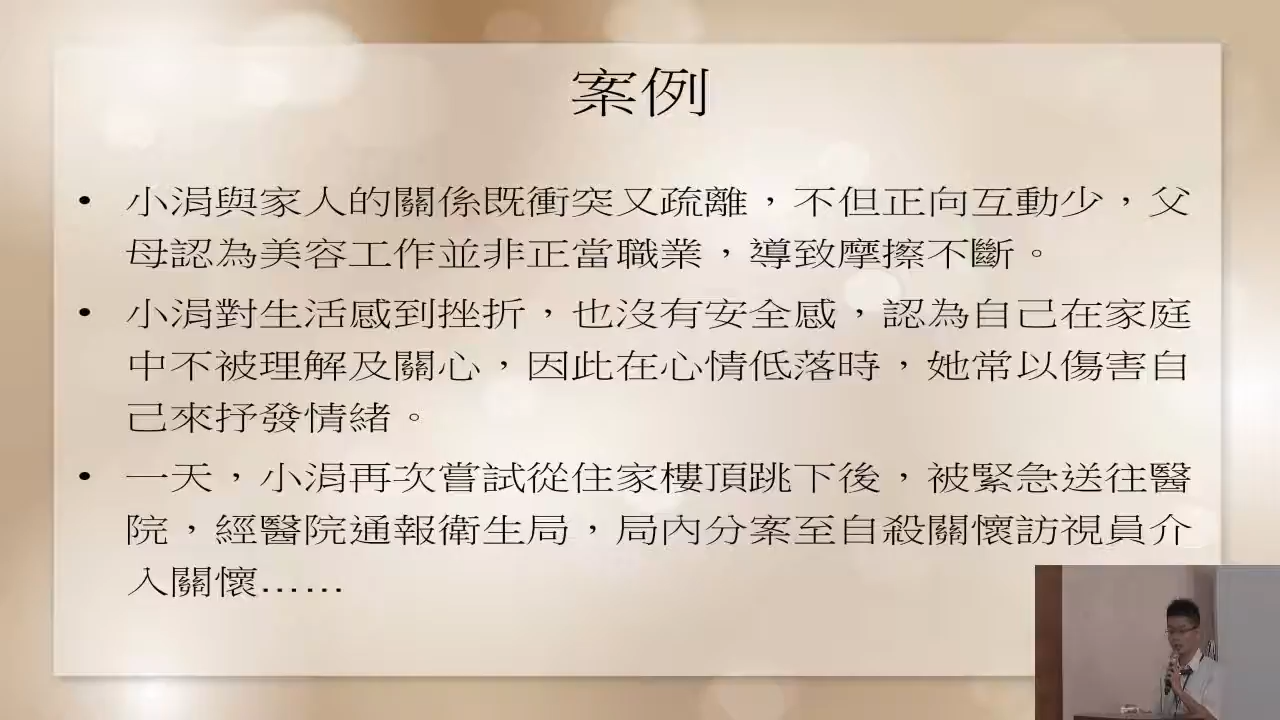 案例
• 小涓與家人的關係既衝突又疏離，不但正向互動少，父
母認為美容工作並非正當職業，導致摩擦不斷。
• 小涓對生活感到挫折，也沒有安全感，認為自己在家庭
中不被理解及關心，因此在心情低落時，她常以傷害自
己來抒發情緒。
• 一天，小涓再次嘗試從住家樓頂跳下後，被緊急送往醫
院，經醫院通報衛生局，局內分案至自殺關懷訪視員介
入關懷……